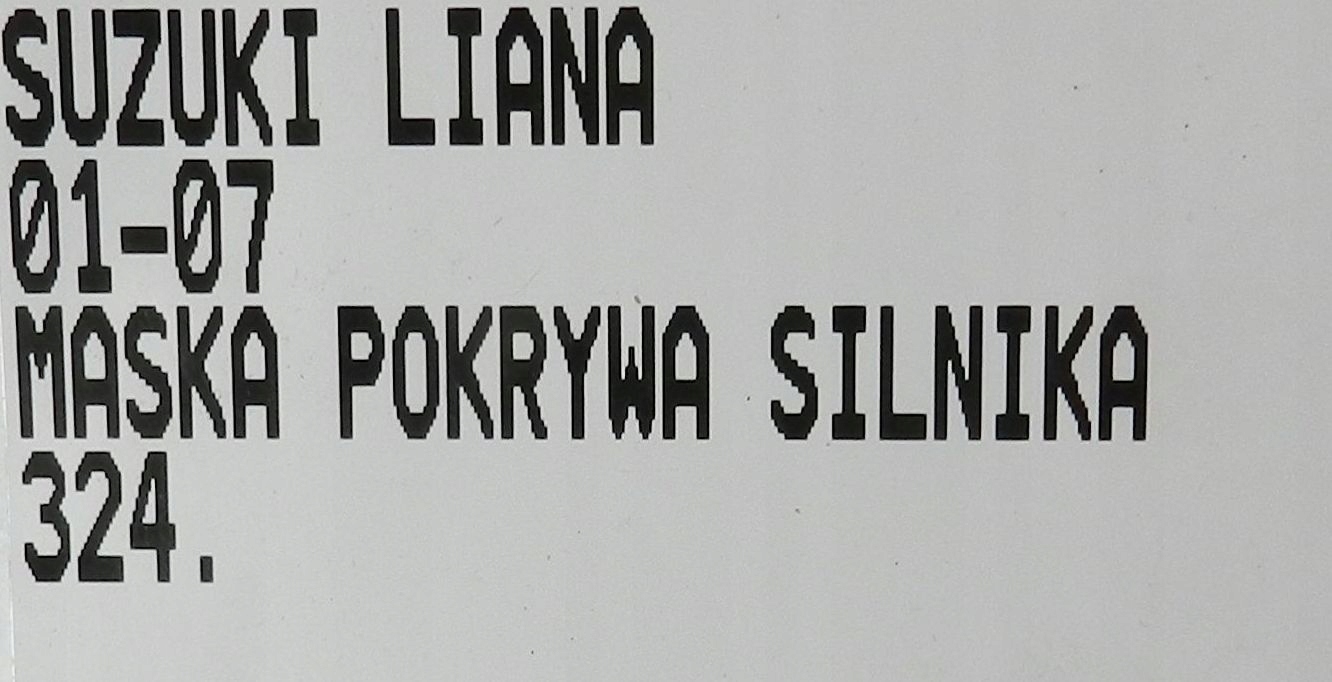 SUZUKI LIANA
01-07
MASKA POKRYWA SILNIKA
324.